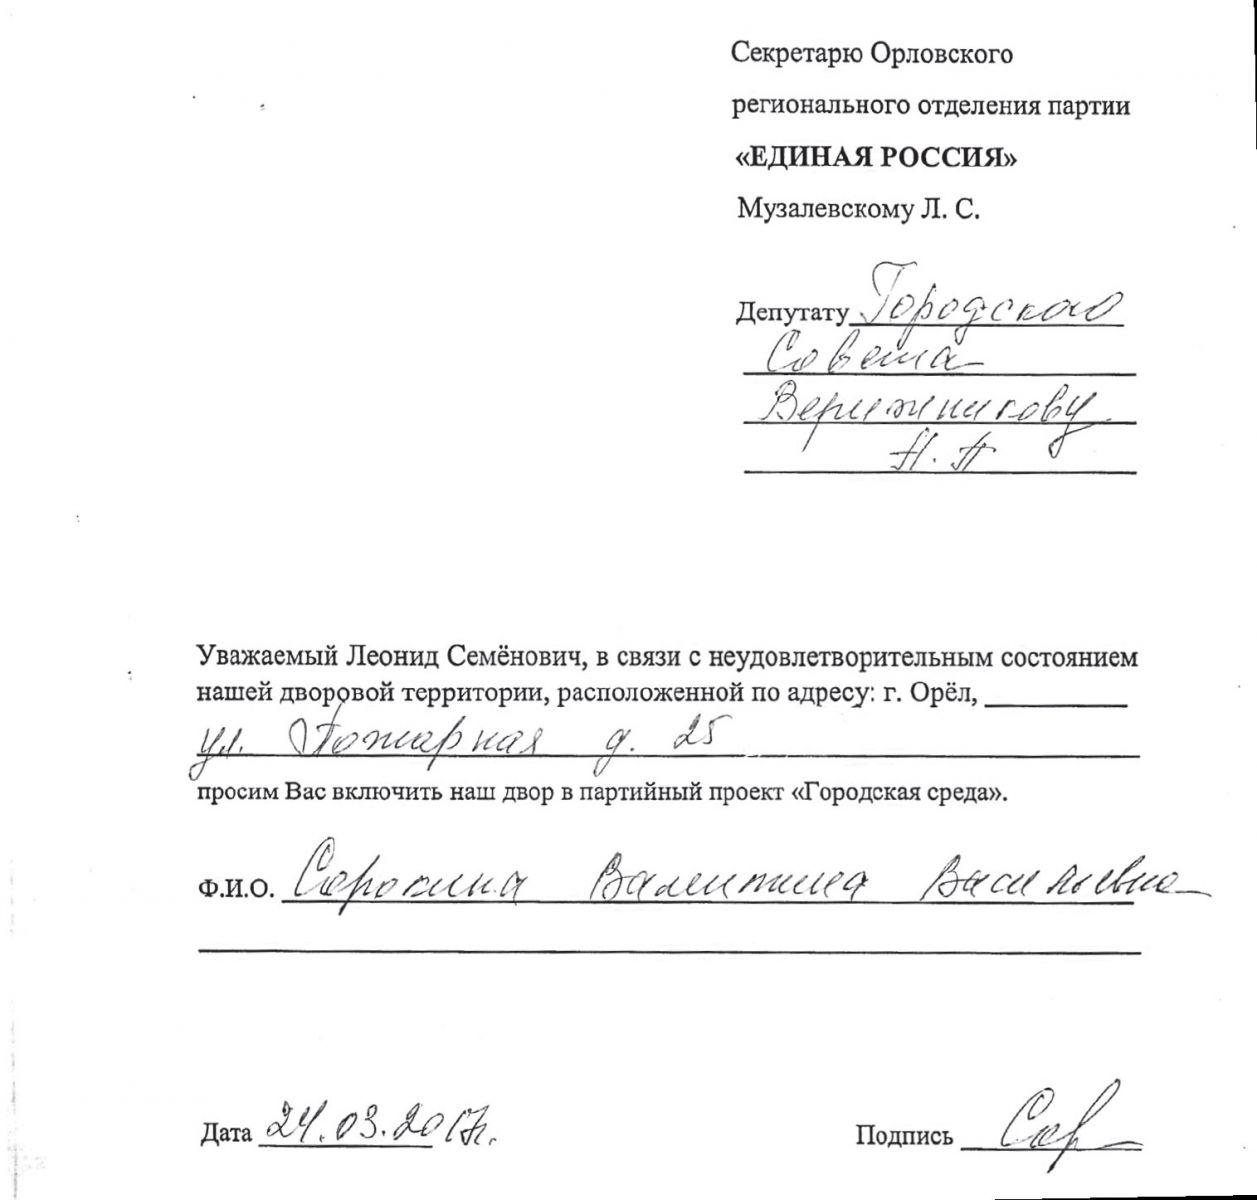 Секретарю Орловского
регионального отделения партии
«ЕДИНАЯ РОССИЯ»
Музалевскому Л. С.
Депутату Городского
Совета
Верижникову
Н. П
Уважаемый Леонид Семёнович, в связи с неудовлетворительным состоянием
нашей дворовой территории, расположенной по адресу: г. Орёл,
ул. Пожарная д. 25
просим Вас включить наш двор в партийный проект «Городская среда».
Ф.И.О. Сорокина Валентина Васильевна
Дата 24.03.2017г.
Подпись Сор